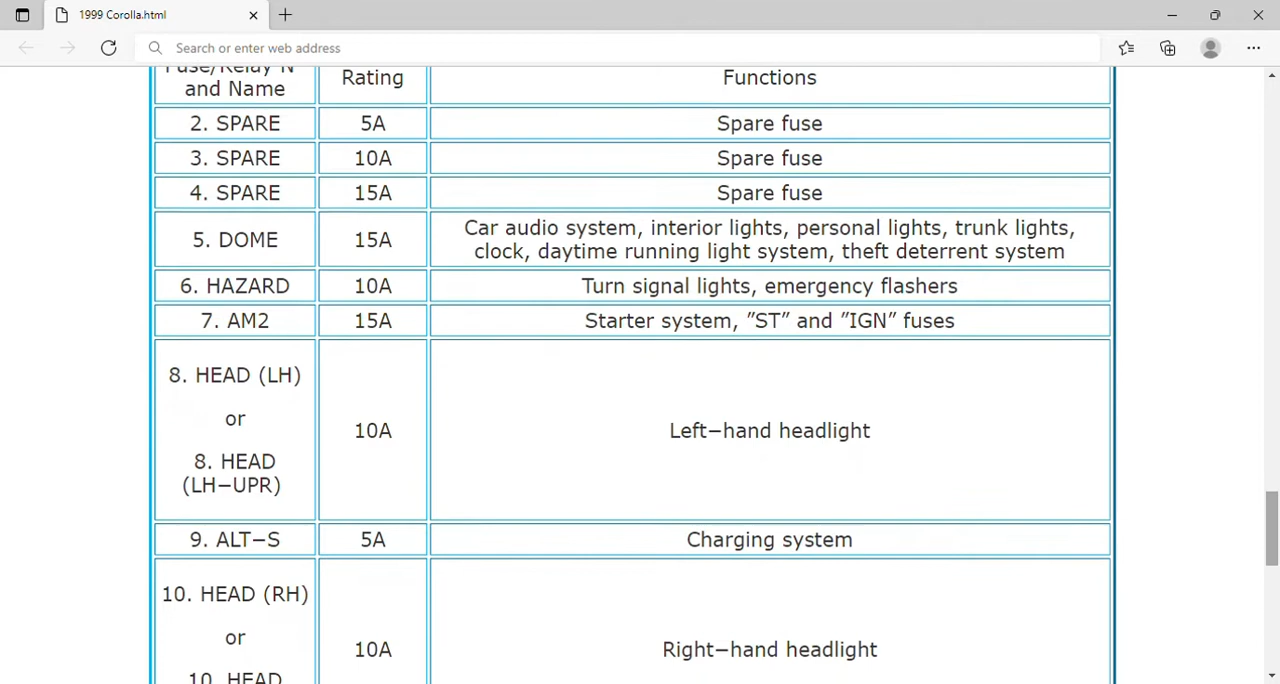 1999 Corolla.html
Search or enter web address
Fuse/Relay N
and Name
Rating
Functions
2. SPARE
5A
Spare fuse
3. SPARE
10A
Spare fuse
4. SPARE
15A
Spare fuse
5. DOME
15A
Car audio system, interior lights, personal lights, trunk lights,
clock, daytime running light system, theft deterrent system
6. HAZARD
10A
Turn signal lights, emergency flashers
7. AM2
15A
Starter system, ”ST” and ”IGN” fuses
8. HEAD (LH)
or
8. HEAD
(LH−UPR)
10A
Left−hand headlight
9. ALT−S
5A
Charging system
10. HEAD (RH)
or
10. HEAD
10A
Right−hand headlight